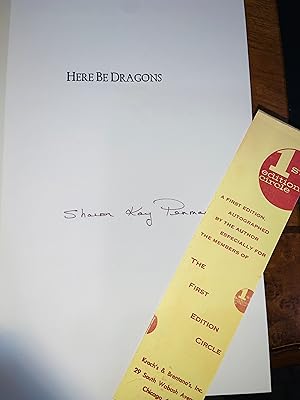 HERE BE DRAGONS
Sharon Kay Penman
1st
edition
circle
A FIRST EDITION,
AUTOGRAPHED
BY THE AUTHOR
ESPECIALLY FOR
THE MEMBERS OF
THE
FIRST
EDITION
CIRCLE
Kroch's & Brentano's, Inc.
29 South Wabash Avenue
Chicago